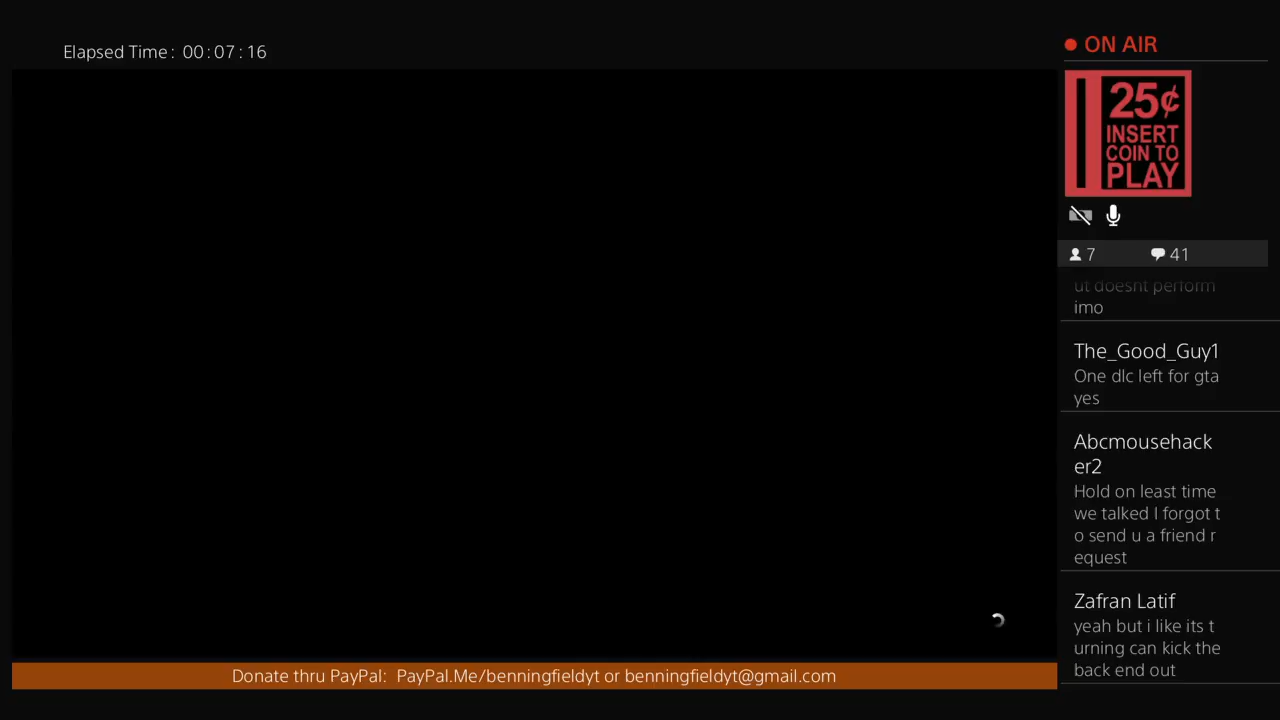 Elapsed Time: 00:07:16
ON AIR
25¢
INSERT
COIN TO
PLAY
7 41
ut doesnt perform
imo
The_Good_Guy1
One dlc left for gta
yes
Abcmousehack
er2
Hold on least time
we talked I forgot t
o send u a friend r
equest
Zafran Latif
yeah but i like its t
urning can kick the
back end out
Donate thru PayPal: PayPal.Me/benningfieldyt or benningfieldyt@gmail.com